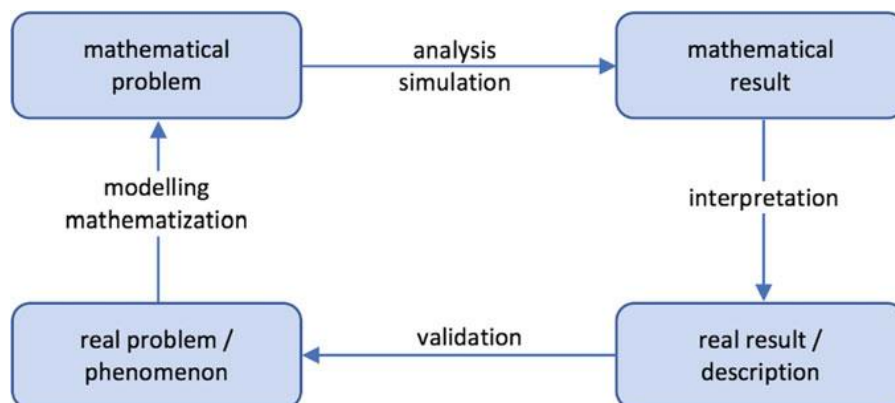 mathematical
problem
analysis
simulation
mathematical
result
modelling
mathematization
interpretation
real problem /
phenomenon
validation
real result /
description